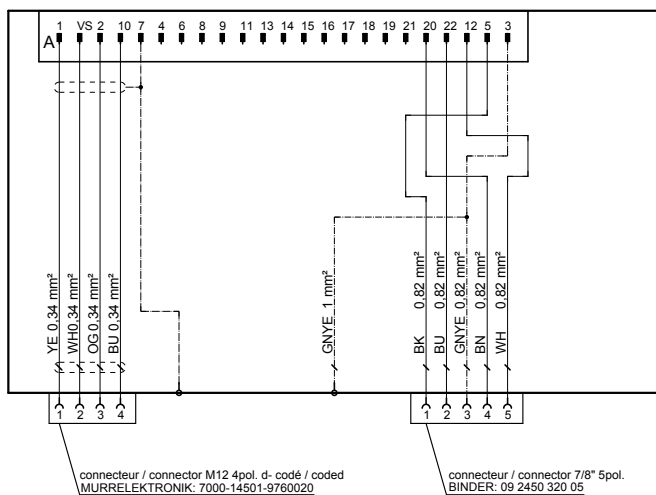 A 1 VS 2 10 7 4 6 8 9 11 12 13 14 15 16 17 18 19 21 20 22 12 5 3
YE 0,34 mm²
WH0,34 mm²
OG 0,34 mm²
BU 0,34 mm²
GNYE 1 mm²
BK 0,82 mm²
BU 0,82 mm²
GNYE 0,82 mm²
BN 0,82 mm²
WH 0,82 mm²
1 2 3 4
1 2 3 4 5
connecteur / connector M12 4pol. d- codé / coded
MURRELEKTRONIK: 7000-14501-9760020
connecteur / connector 7/8" 5pol.
BINDER: 09 2450 320 05